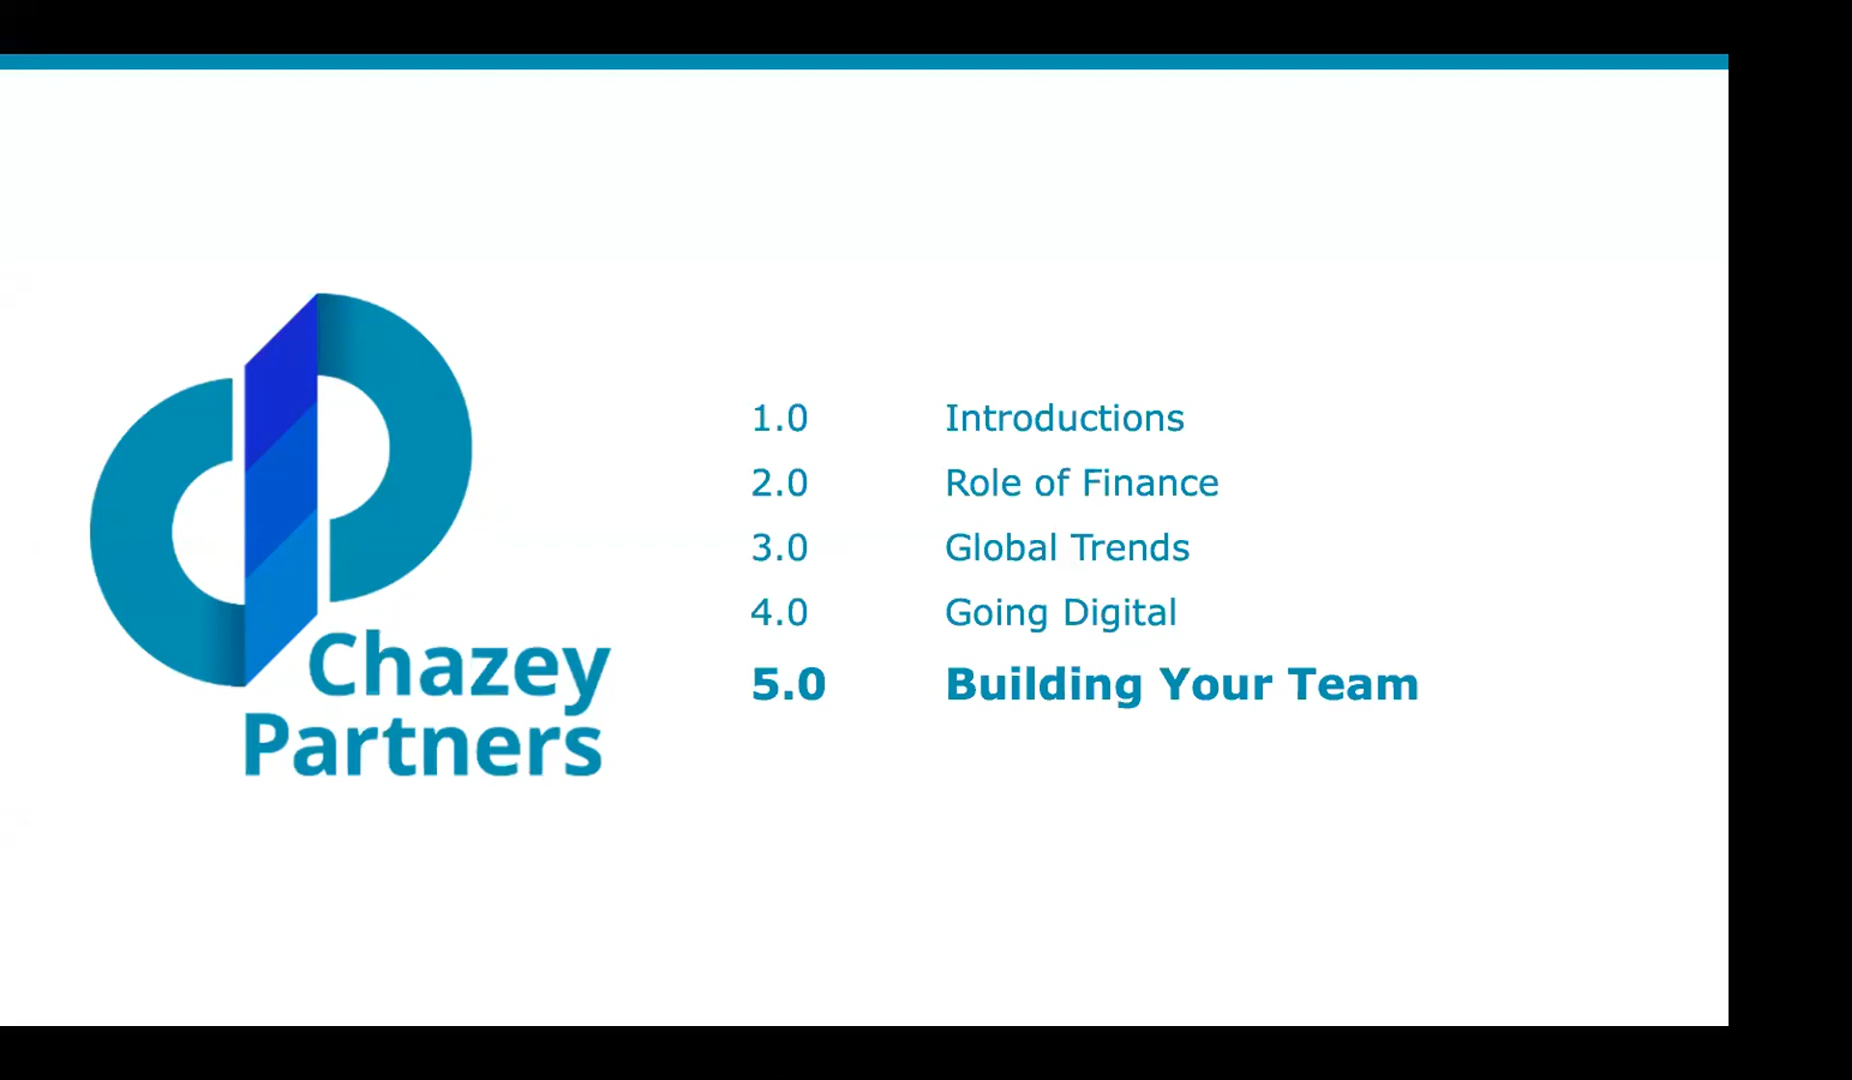 Chazey
Partners
1.0 Introductions
2.0 Role of Finance
3.0 Global Trends
4.0 Going Digital
5.0 Building Your Team